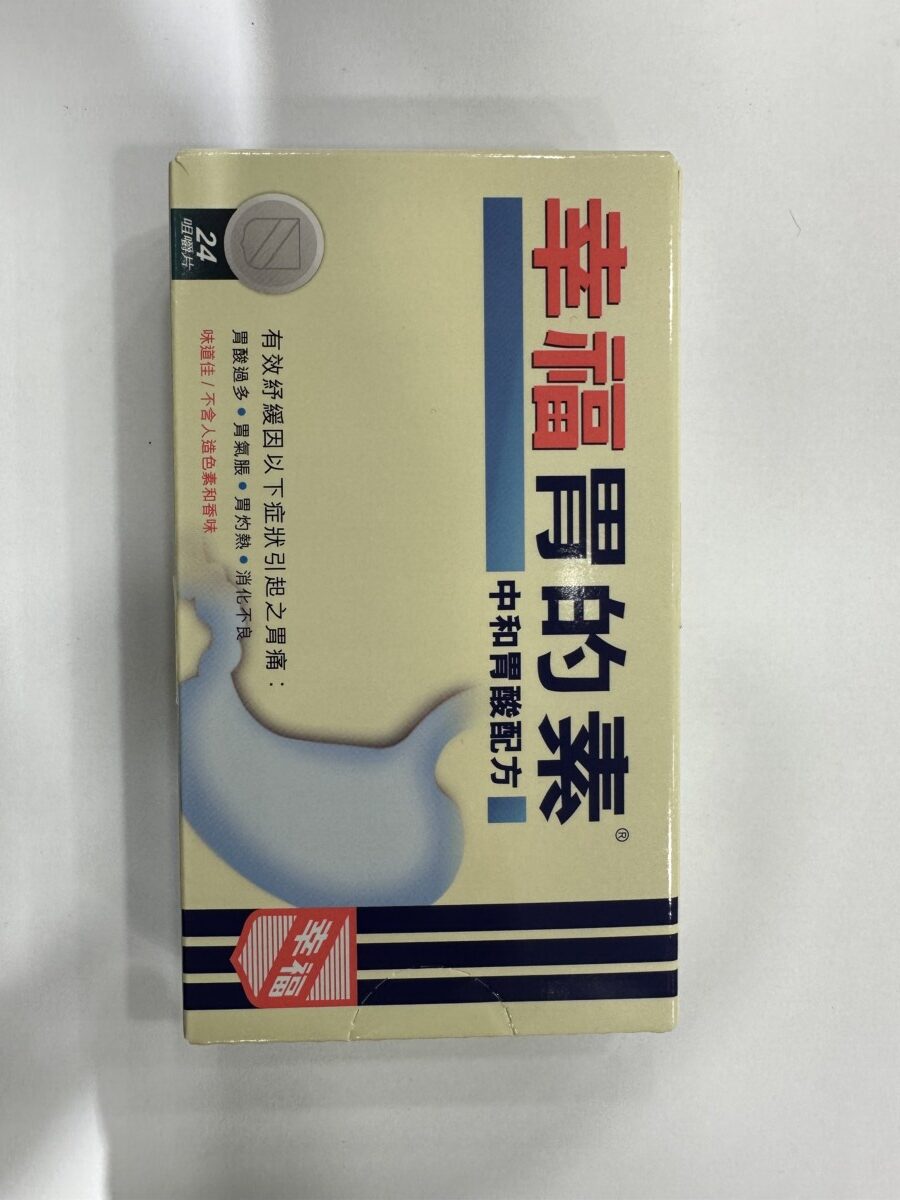 幸福胃的素®
中和胃酸配方
有效紓緩因以下症狀引起之胃痛：
胃酸過多•胃氣脹•胃灼熱•消化不良
味道佳/不含人造色素和香味
24
咀嚼片
幸福